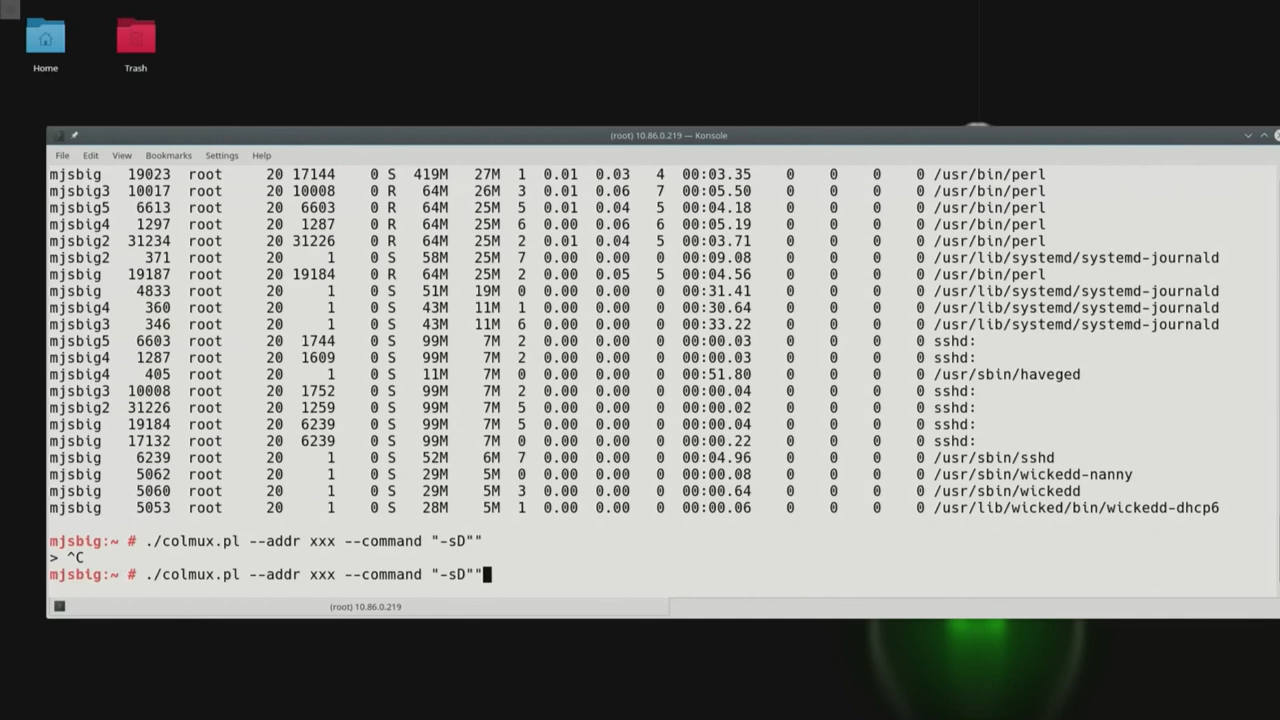 Home
Trash
(root) 10.86.0.219 — Konsole
File Edit View Bookmarks Settings Help
mjsbig 19023 root 20 17144 0 S 419M 27M 1 0.01 0.03 4 00:03.35 0 0 0 0 /usr/bin/perl
mjsbig3 10017 root 20 10008 0 R 64M 26M 3 0.01 0.06 7 00:05.50 0 0 0 0 /usr/bin/perl
mjsbig5 6613 root 20 6603 0 R 64M 25M 5 0.01 0.04 5 00:04.18 0 0 0 0 /usr/bin/perl
mjsbig4 1297 root 20 1287 0 R 64M 25M 6 0.00 0.06 6 00:05.19 0 0 0 0 /usr/bin/perl
mjsbig2 31234 root 20 31226 0 R 64M 25M 2 0.01 0.04 5 00:03.71 0 0 0 0 /usr/bin/perl
mjsbig2 371 root 20 1 0 S 58M 25M 7 0.00 0.00 0 00:09.08 0 0 0 0 /usr/lib/systemd/systemd-journald
mjsbig 19187 root 20 19184 0 R 64M 25M 2 0.00 0.05 5 00:04.56 0 0 0 0 /usr/bin/perl
mjsbig 4833 root 20 1 0 S 51M 19M 0 0.00 0.00 0 00:31.41 0 0 0 0 /usr/lib/systemd/systemd-journald
mjsbig4 360 root 20 1 0 S 43M 11M 1 0.00 0.00 0 00:30.64 0 0 0 0 /usr/lib/systemd/systemd-journald
mjsbig3 346 root 20 1 0 S 43M 11M 6 0.00 0.00 0 00:33.22 0 0 0 0 /usr/lib/systemd/systemd-journald
mjsbig5 6603 root 20 1744 0 S 99M 7M 2 0.00 0.00 0 00:00.03 0 0 0 0 sshd:
mjsbig4 1287 root 20 1609 0 S 99M 7M 2 0.00 0.00 0 00:00.03 0 0 0 0 sshd:
mjsbig4 405 root 20 1 0 S 11M 7M 0 0.00 0.00 0 00:51.80 0 0 0 0 /usr/sbin/haveged
mjsbig3 10008 root 20 1752 0 S 99M 7M 2 0.00 0.00 0 00:00.04 0 0 0 0 sshd:
mjsbig2 31226 root 20 1259 0 S 99M 7M 5 0.00 0.00 0 00:00.02 0 0 0 0 sshd:
mjsbig 19184 root 20 6239 0 S 99M 7M 5 0.00 0.00 0 00:00.04 0 0 0 0 sshd:
mjsbig 17132 root 20 6239 0 S 99M 7M 0 0.00 0.00 0 00:00.22 0 0 0 0 sshd:
mjsbig 6239 root 20 1 0 S 52M 6M 7 0.00 0.00 0 00:04.96 0 0 0 0 /usr/sbin/sshd
mjsbig 5062 root 20 1 0 S 29M 5M 0 0.00 0.00 0 00:00.08 0 0 0 0 /usr/sbin/wickedd-nanny
mjsbig 5060 root 20 1 0 S 29M 5M 3 0.00 0.00 0 00:00.64 0 0 0 0 /usr/sbin/wickedd
mjsbig 5053 root 20 1 0 S 28M 5M 1 0.00 0.00 0 00:00.06 0 0 0 0 /usr/lib/wicked/bin/wickedd-dhcp6
mjsbig:~ # ./colmux.pl --addr xxx --command "-sD""
> ^C
mjsbig:~ # ./colmux.pl --addr xxx --command "-sD""
(root) 10.86.0.219